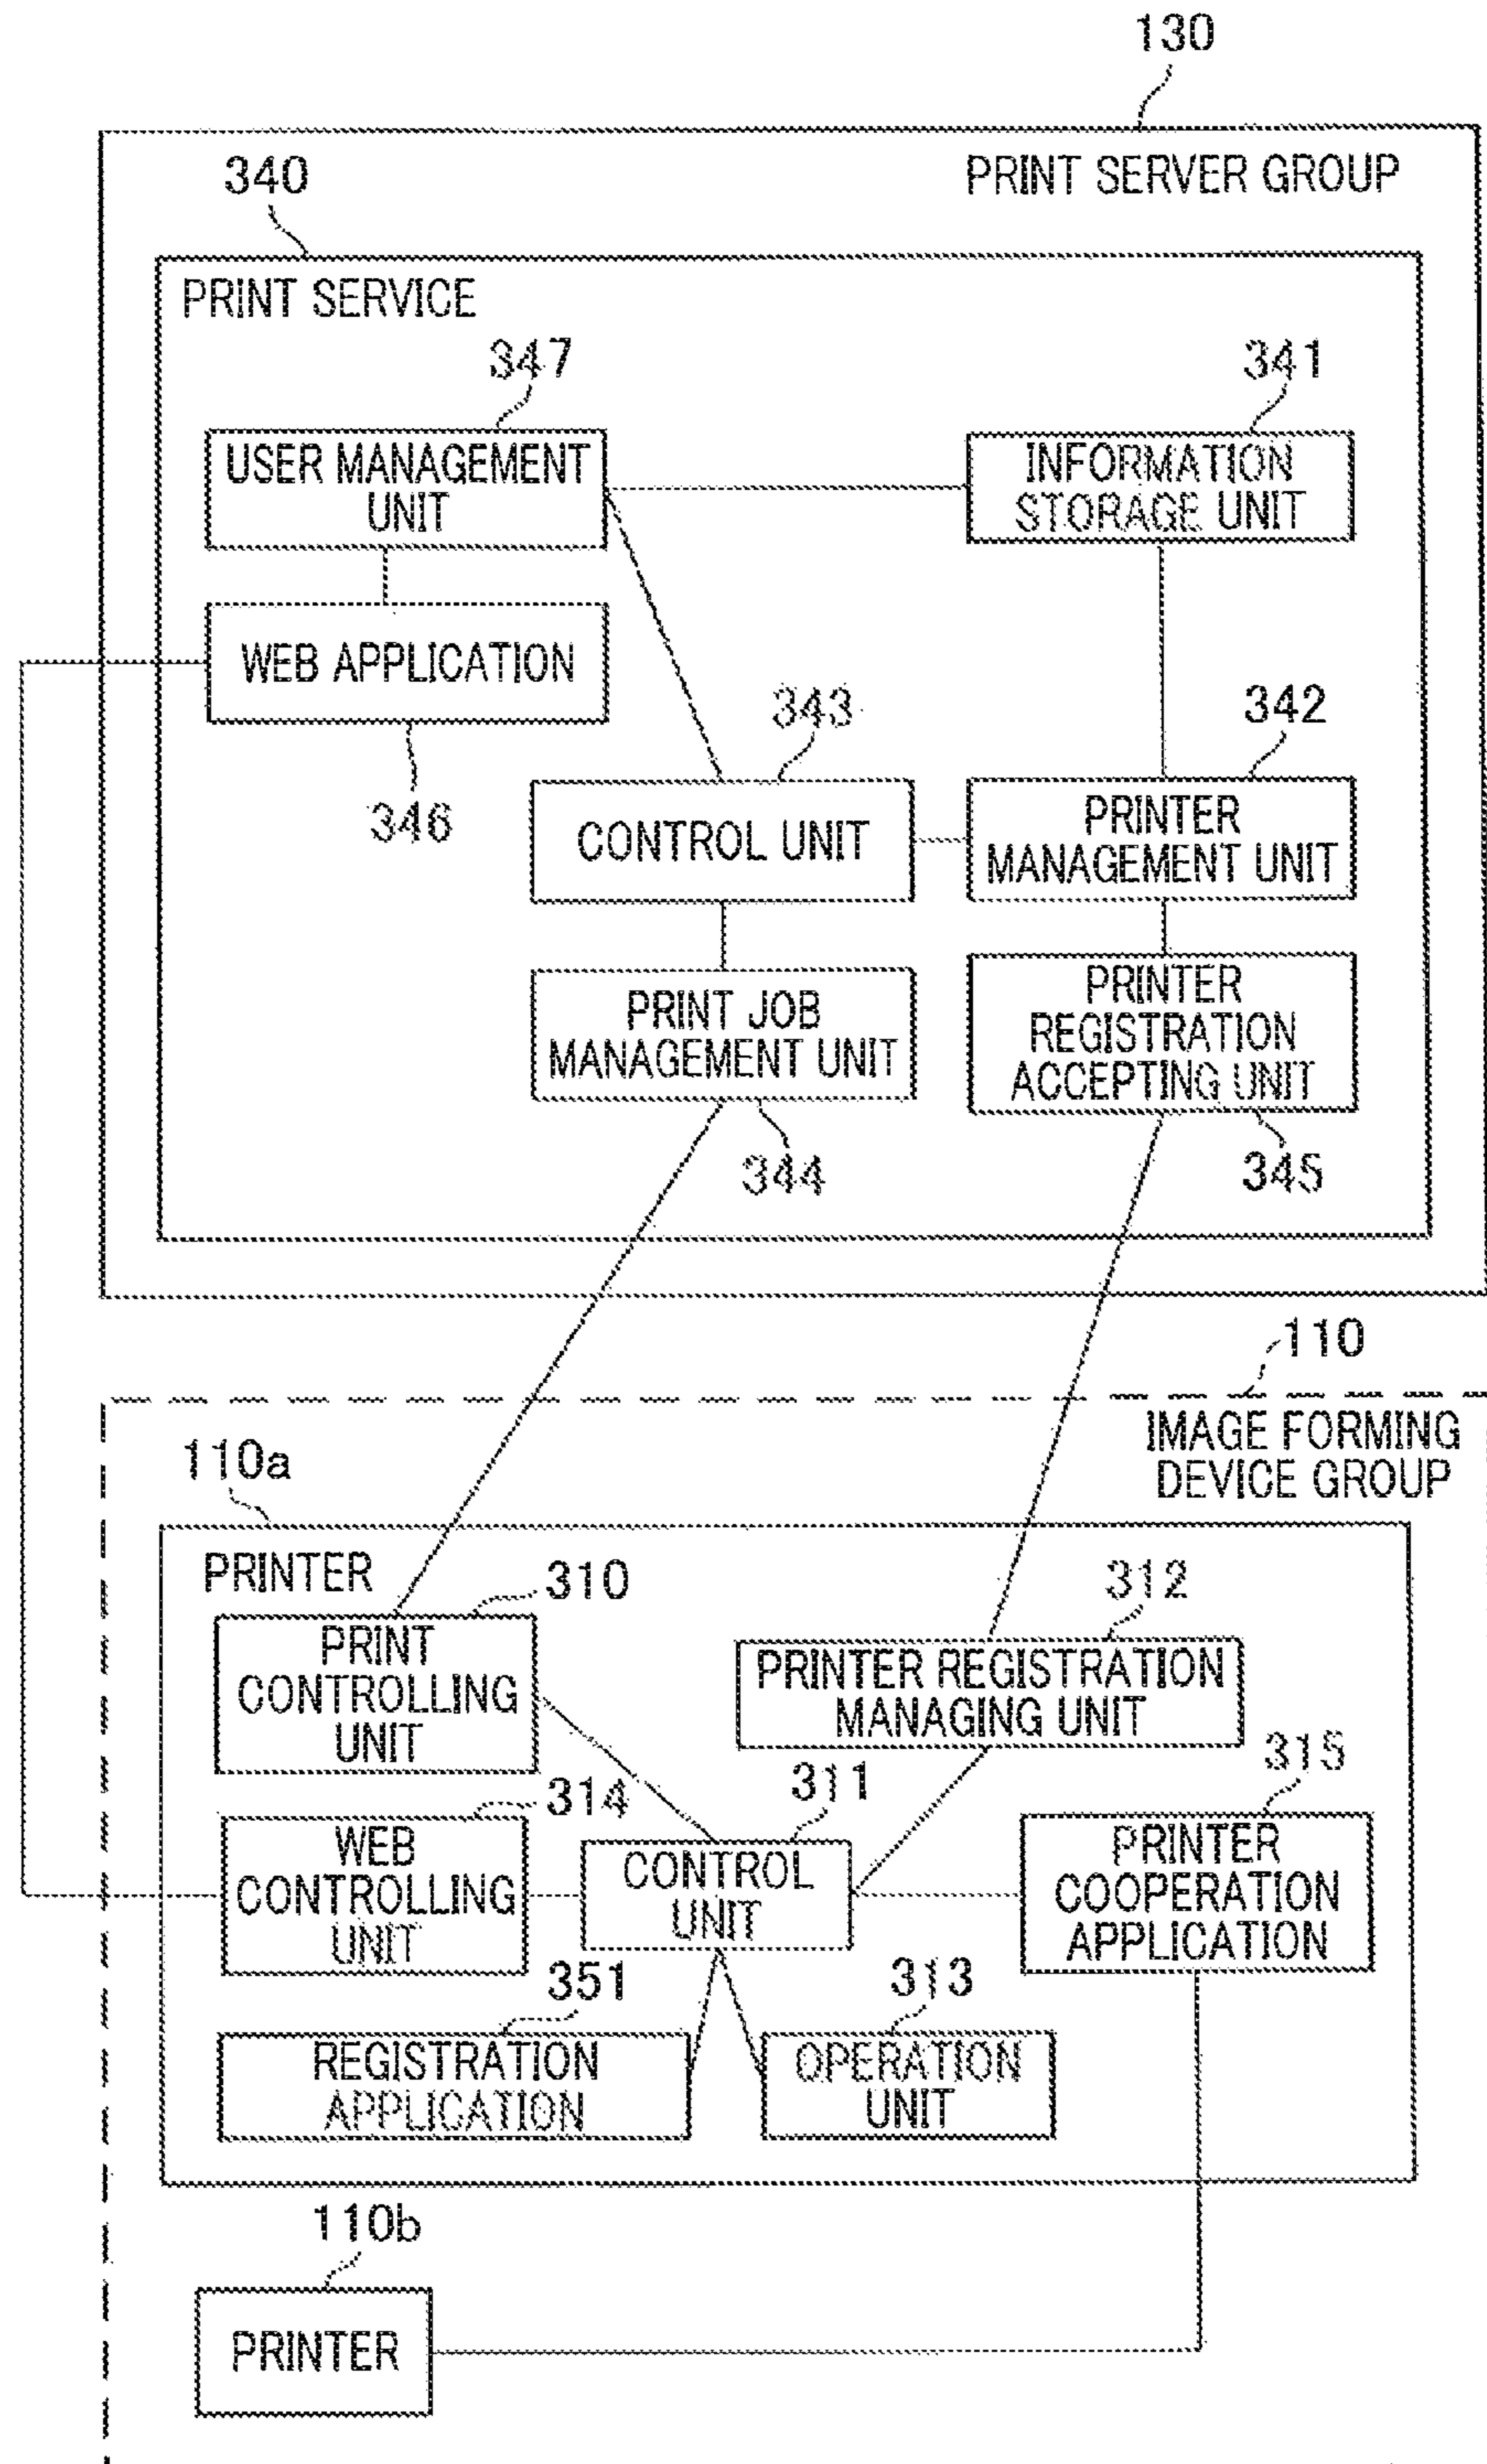 130
PRINT SERVER GROUP
340
PRINT SERVICE
347
341
USER MANAGEMENT
UNIT
INFORMATION
STORAGE UNIT
WEB APPLICATION
346
343
342
CONTROL UNIT
PRINTER
MANAGEMENT UNIT
PRINT JOB
MANAGEMENT UNIT
PRINTER
REGISTRATION
ACCEPTING UNIT
344
345
110
IMAGE FORMING
DEVICE GROUP
110a
PRINTER
310
312
PRINT
CONTROLLING
UNIT
PRINTER REGISTRATION
MANAGING UNIT
314
311
315
WEB
CONTROLLING
UNIT
CONTROL
UNIT
PRINTER
COOPERATION
APPLICATION
351
313
REGISTRATION
APPLICATION
OPERATION
UNIT
110b
PRINTER